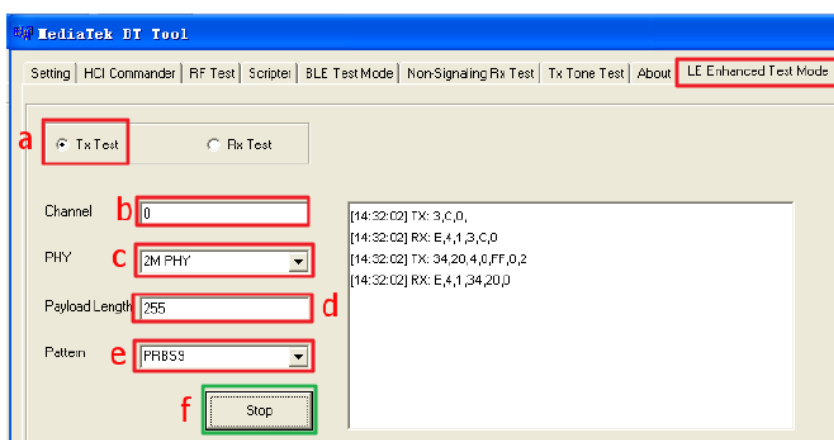 MediaTek BT Tool
Setting HCI Commander RF Test Scripter BLE Test Mode Non-Signaling Rx Test Tx Tone Test About LE Enhanced Test Mode
a Tx Test Rx Test
Channel b 0
[14:32:02] TX: 3,C,0,
[14:32:02] RX: E,4,1,3,C,0
PHY c 2M PHY
[14:32:02] TX: 34,20,4,0,FF,0,2
[14:32:02] RX: E,4,1,34,20,0
Payload Length 255 d
Pattern e PRBS9
f Stop